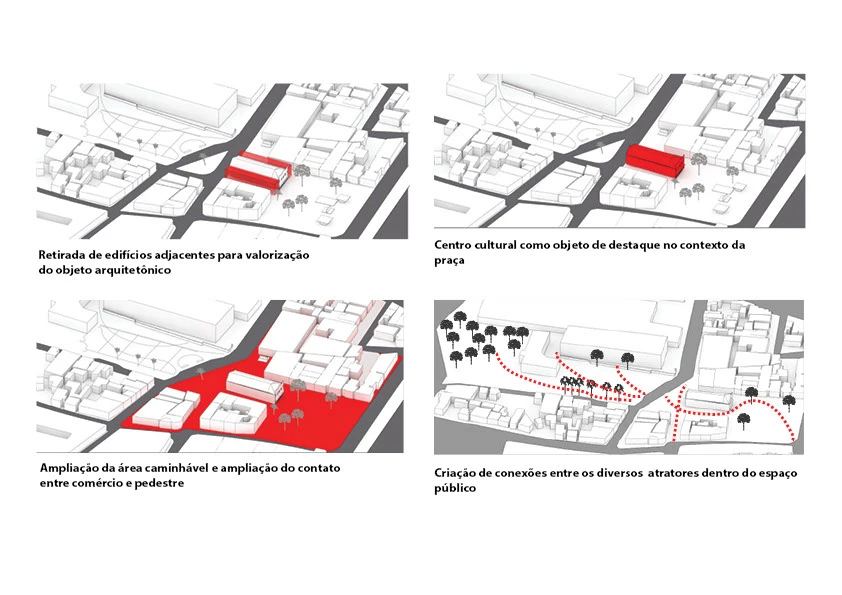 Retirada de edifícios adjacentes para valorização
do objeto arquitetônico
Centro cultural como objeto de destaque no contexto da
praça
Ampliação da área caminhável e ampliação do contato
entre comércio e pedestre
Criação de conexões entre os diversos atratores dentro do espaço
público